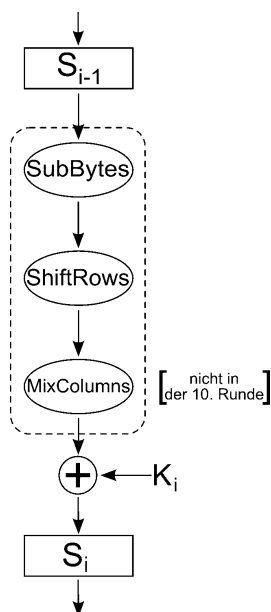 S_{i-1}
SubBytes
ShiftRows
MixColumns
[nicht in
der 10. Runde]
+
K_i
S_i